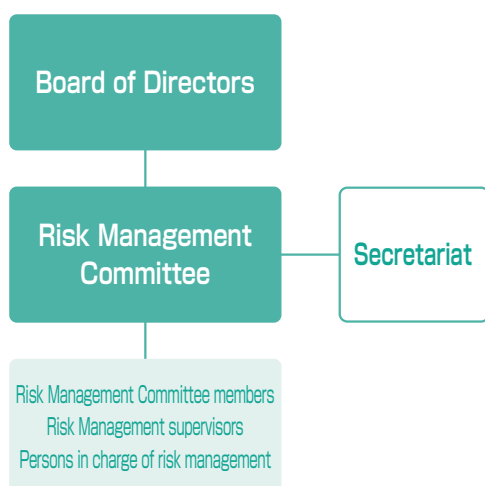 Board of Directors
Risk Management
Committee
Secretariat
Risk Management Committee members
Risk Management supervisors
Persons in charge of risk management